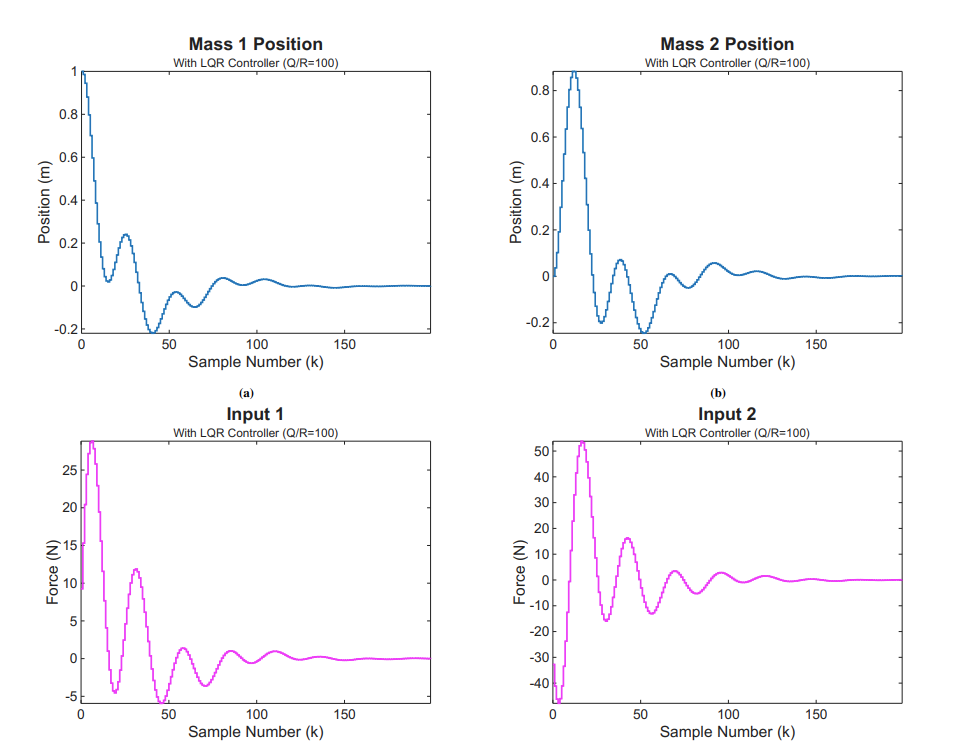 Mass 1 Position
With LQR Controller (Q/R=100)
1
0.8
0.6
0.4
0.2
0
-0.2
Position (m)
0 50 100 150
Sample Number (k)
(a)
Mass 2 Position
With LQR Controller (Q/R=100)
0.8
0.6
0.4
0.2
0
-0.2
Position (m)
0 50 100 150
Sample Number (k)
(b)
Input 1
With LQR Controller (Q/R=100)
25
20
15
10
5
0
-5
Force (N)
0 50 100 150
Sample Number (k)
Input 2
With LQR Controller (Q/R=100)
50
40
30
20
10
0
-10
-20
-30
-40
Force (N)
0 50 100 150
Sample Number (k)